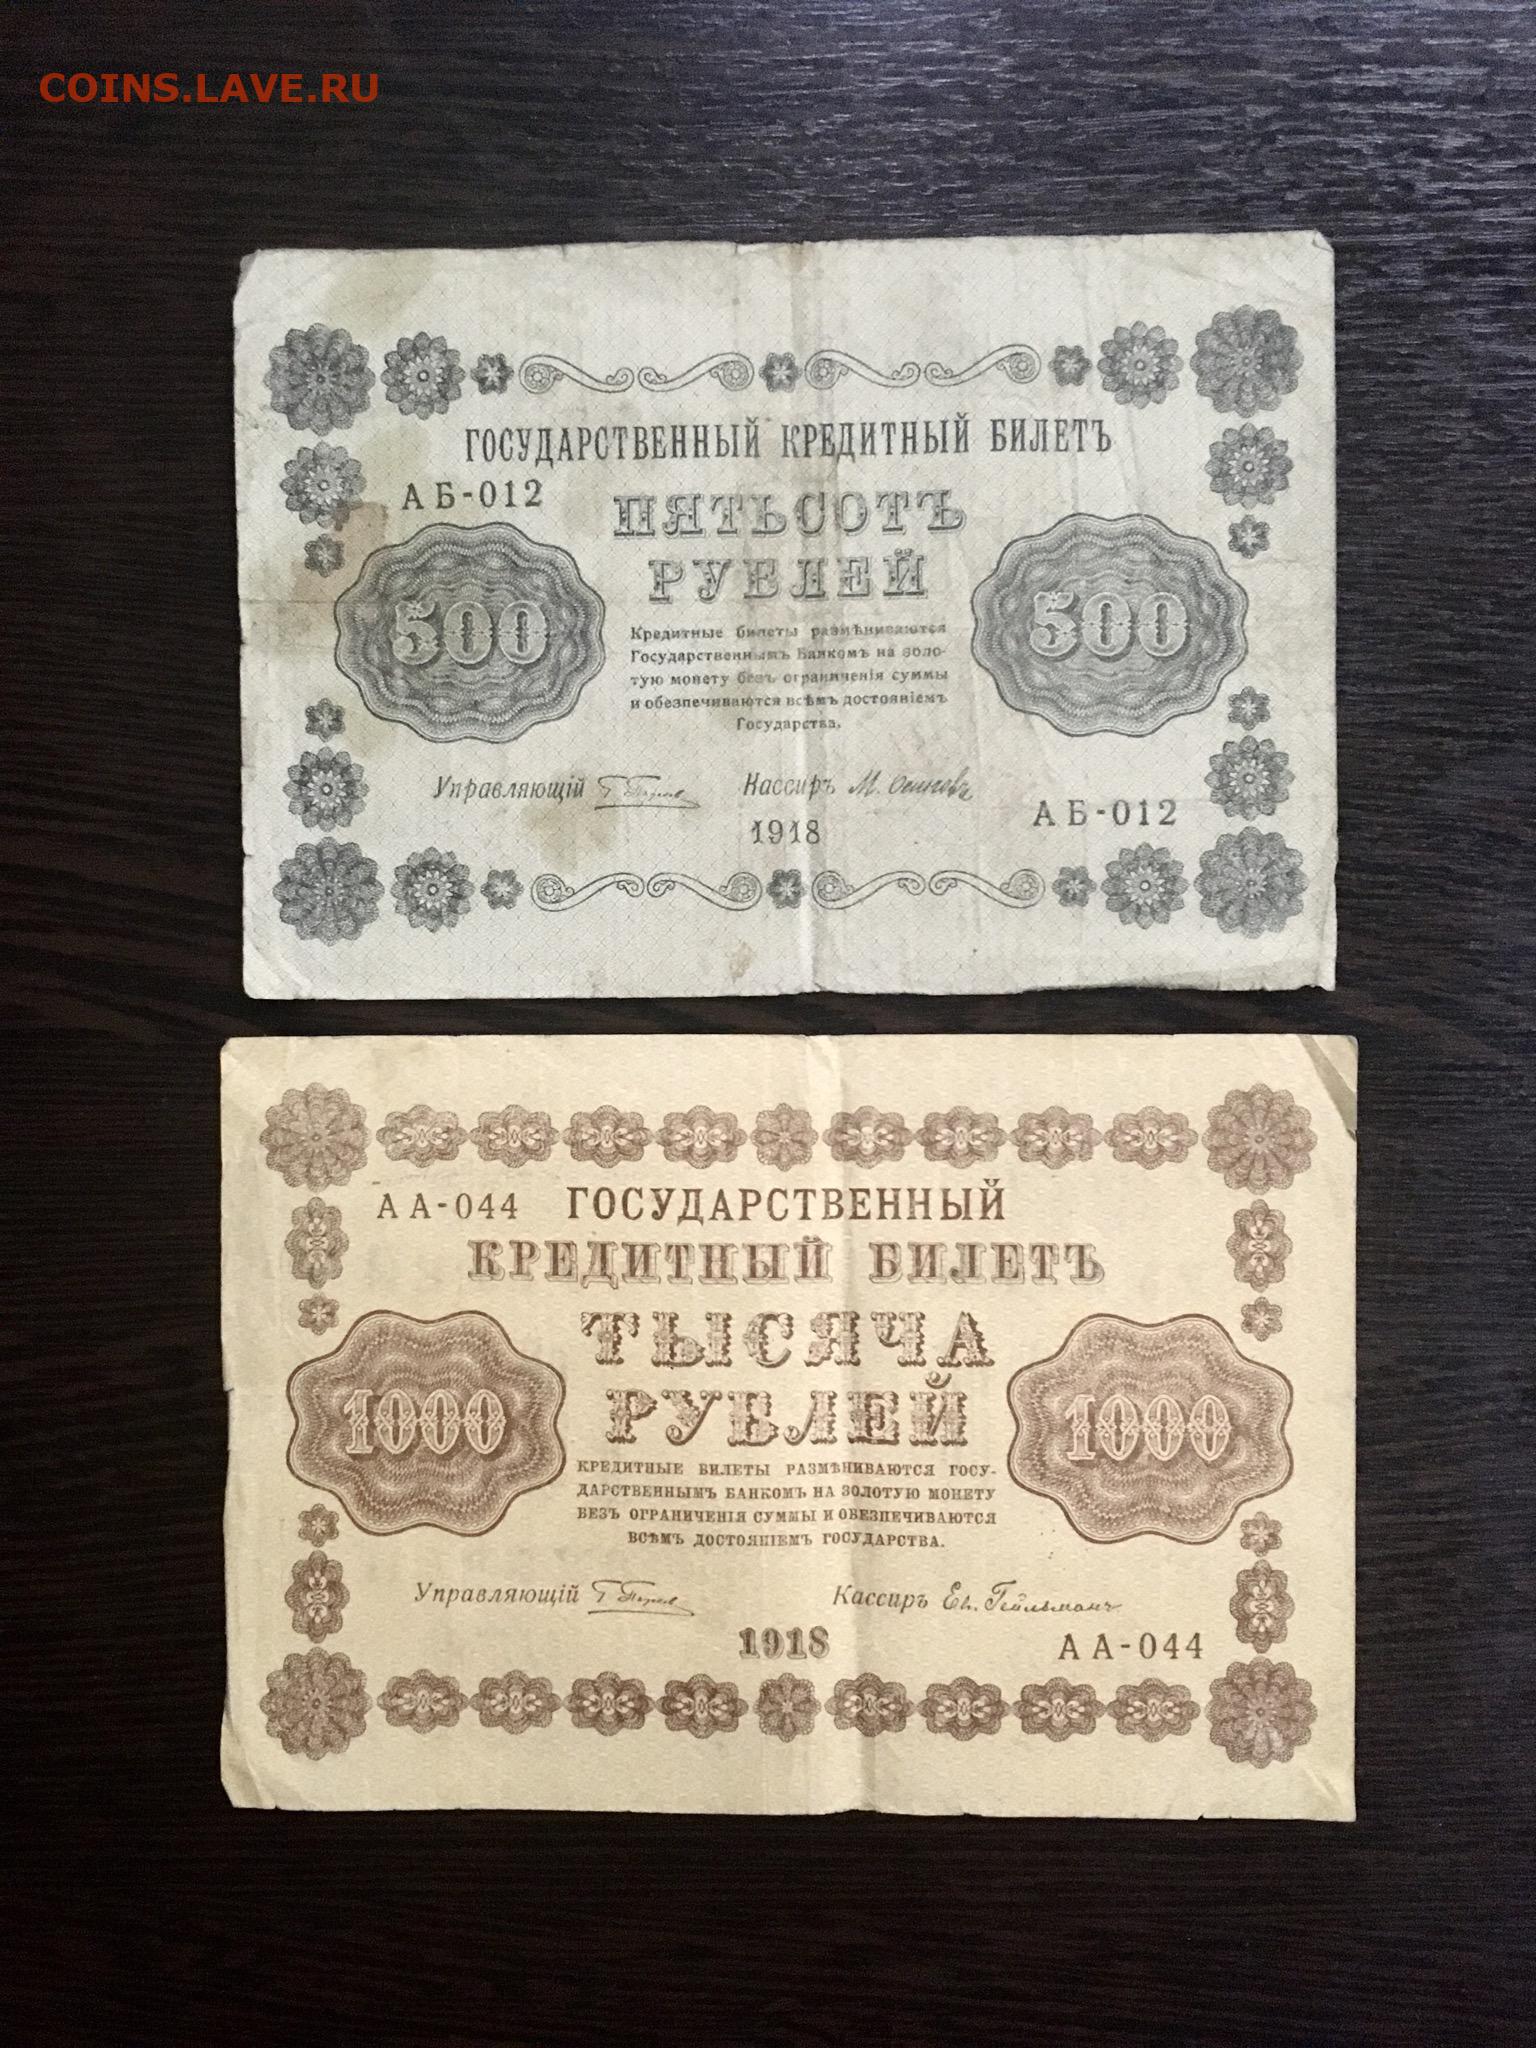 COINS.LAVE.RU
ГОСУДАРСТВЕННЫЙ КРЕДИТНЫЙ БИЛЕТЪ
АБ-012
ПЯТЬСОТЪ
РУБЛЕЙ
500
500
Кредитные билеты размѣниваются
Государственнымъ Банкомъ на золо-
тую монету безъ ограниченія суммы
и обезпечиваются всѣмъ достояніемъ
Государства.
Управляющій
Кассиръ М. Осиповъ
1918
АБ-012
АА-044 ГОСУДАРСТВЕННЫЙ
КРЕДИТНЫЙ БИЛЕТЪ
ТЫСЯЧА
РУБЛЕЙ
1000
1000
КРЕДИТНЫЕ БИЛЕТЫ РАЗМѢНИВАЮТСЯ ГОСУ-
ДАРСТВЕННЫМЪ БАНКОМЪ НА ЗОЛОТУЮ МОНЕТУ
БЕЗЪ ОГРАНИЧЕНІЯ СУММЫ И ОБЕЗПЕЧИВАЮТСЯ
ВСѢМЪ ДОСТОЯНІЕМЪ ГОСУДАРСТВА.
Управляющій
Кассиръ Ев. Гейльманъ
1918
АА-044